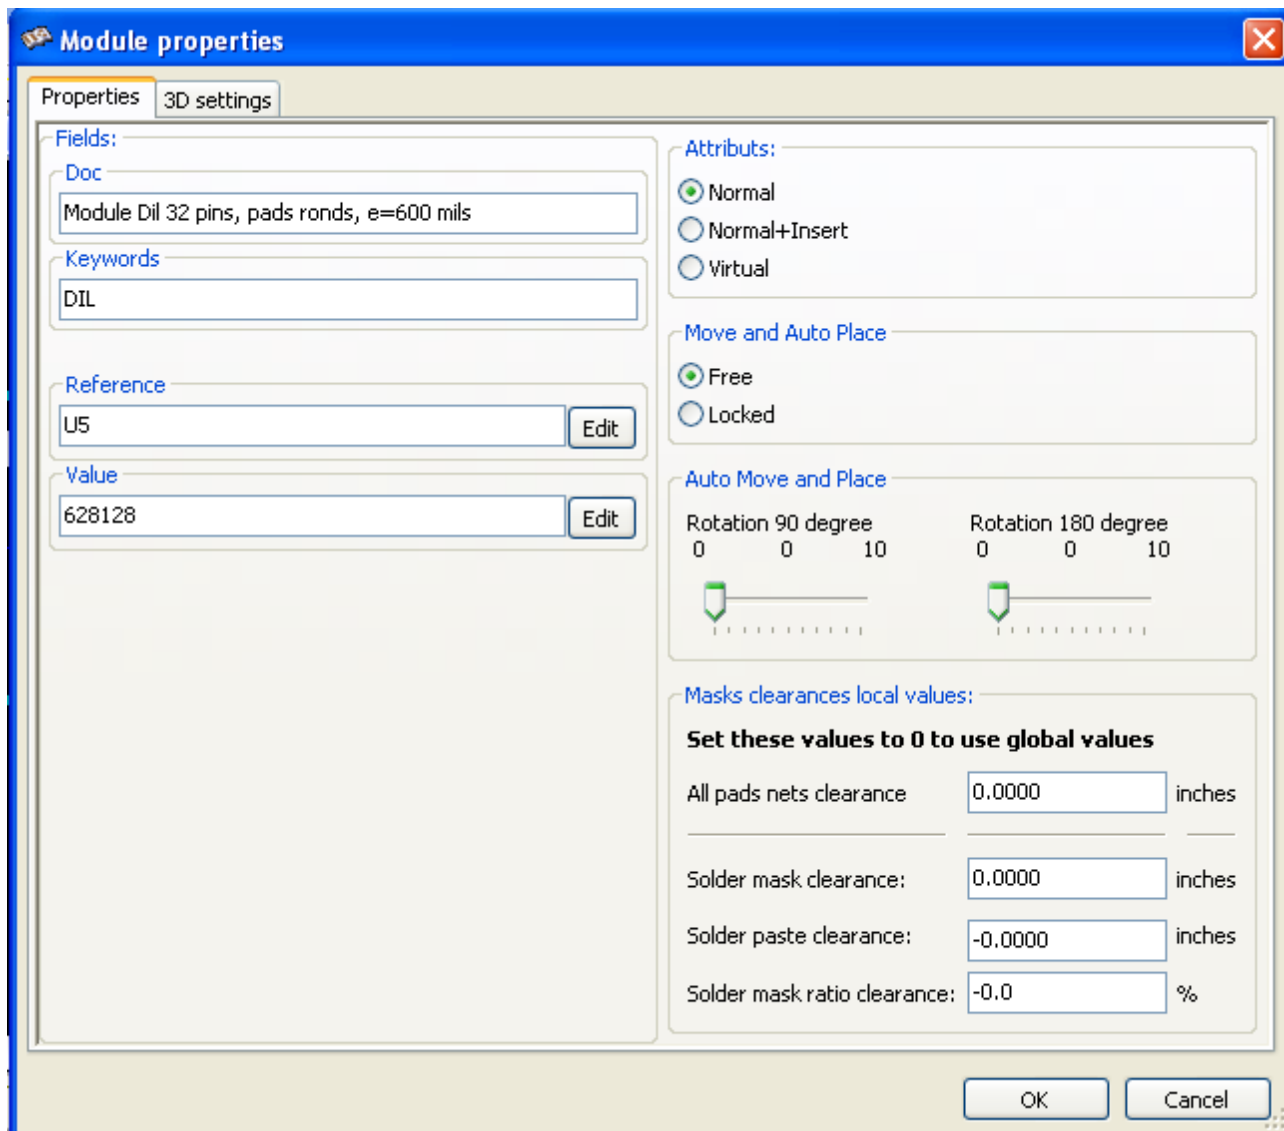 Module properties
Properties
3D settings
Fields:
Doc
Module Dil 32 pins, pads ronds, e=600 mils
Keywords
DIL
Reference
U5
Edit
Value
628128
Edit
Attributs:
Normal
Normal+Insert
Virtual
Move and Auto Place
Free
Locked
Auto Move and Place
Rotation 90 degree
0 0 10
Rotation 180 degree
0 0 10
Masks clearances local values:
Set these values to 0 to use global values
All pads nets clearance 0.0000 inches
Solder mask clearance: 0.0000 inches
Solder paste clearance: -0.0000 inches
Solder mask ratio clearance: -0.0 %
OK
Cancel